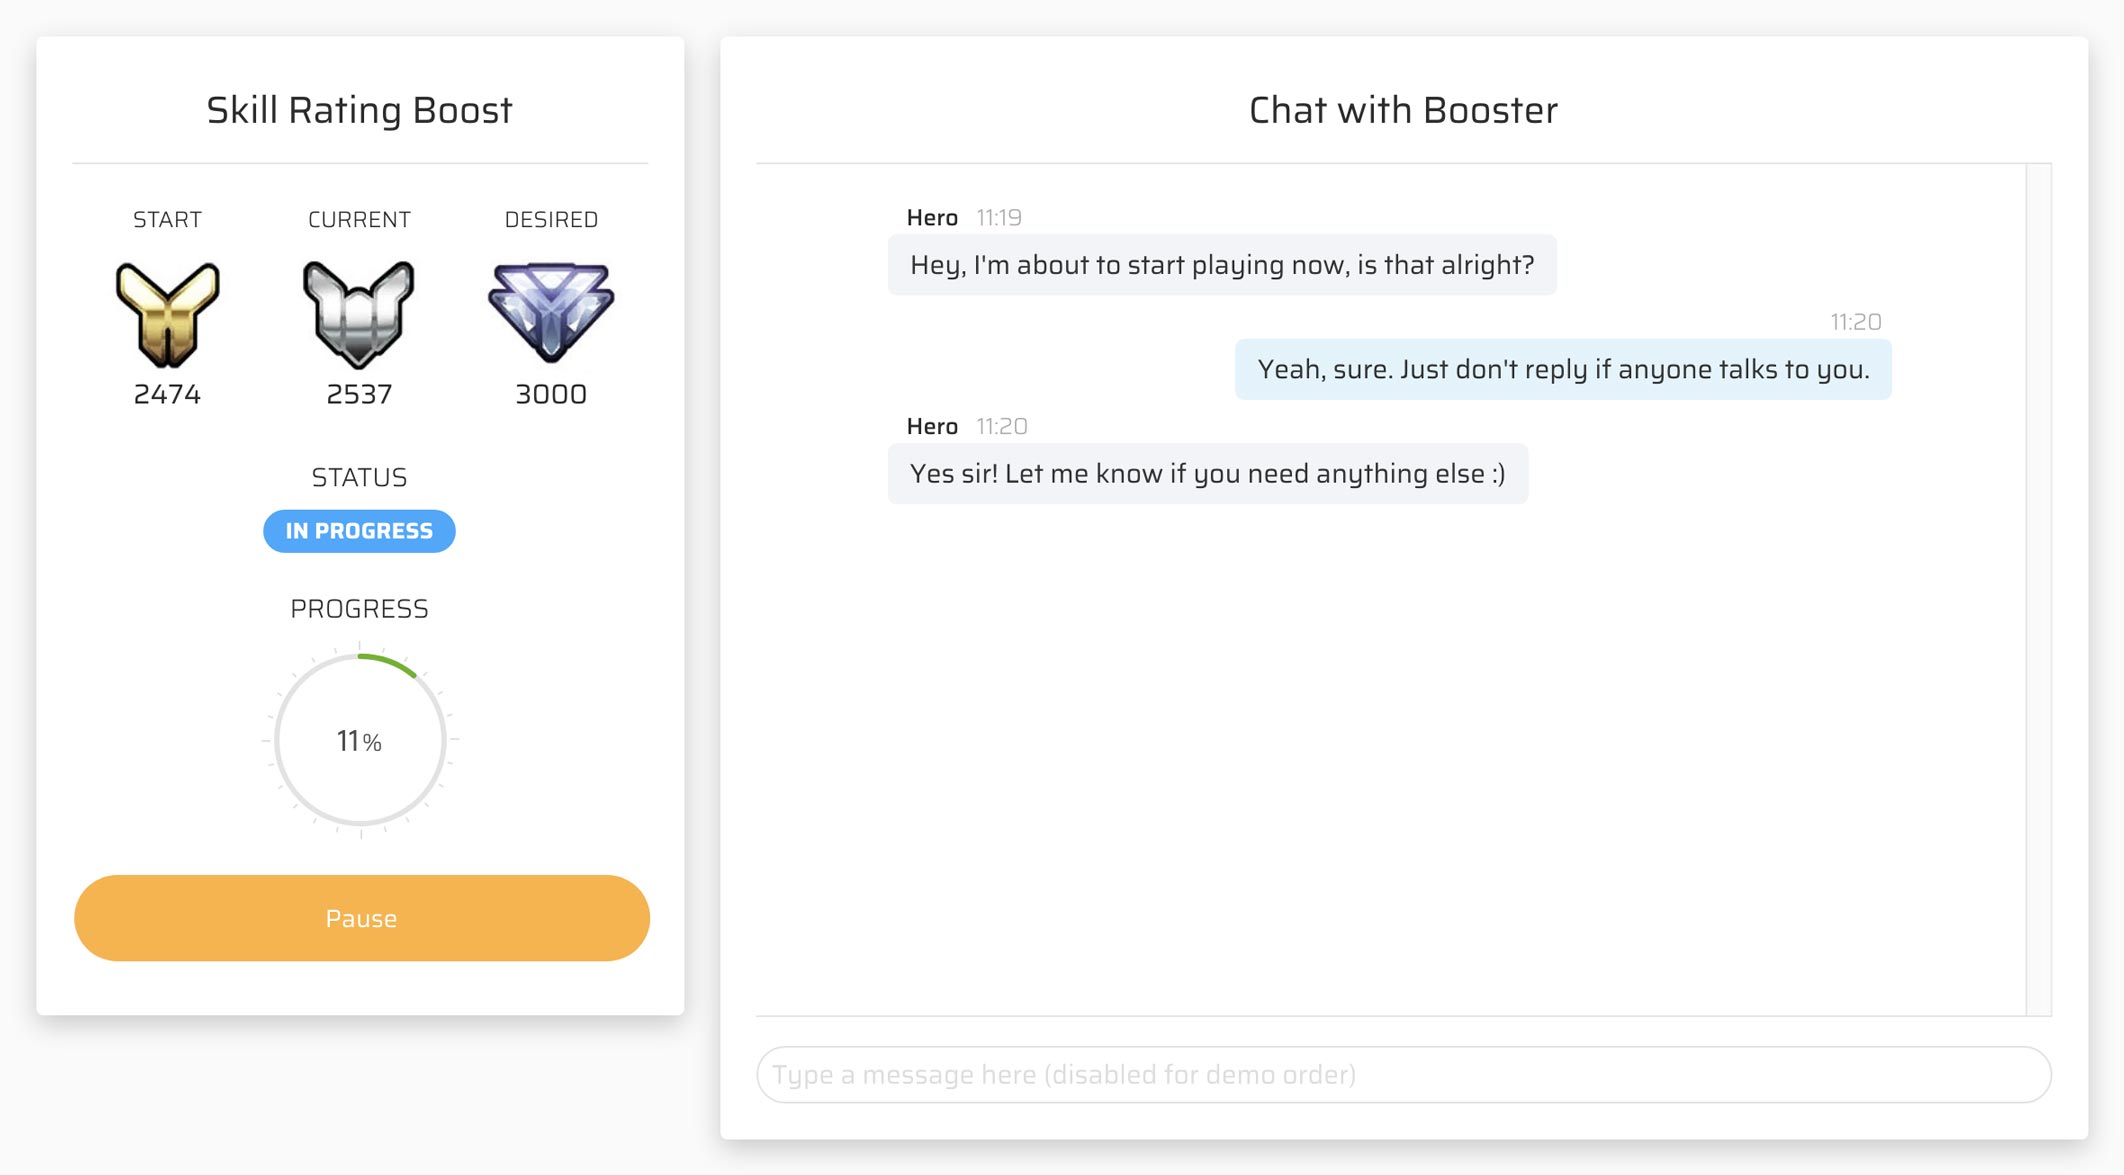 Skill Rating Boost
START CURRENT DESIRED
2474 2537 3000
STATUS
IN PROGRESS
PROGRESS
11%
Pause
Chat with Booster
Hero 11:19
Hey, I'm about to start playing now, is that alright?
11:20
Yeah, sure. Just don't reply if anyone talks to you.
Hero 11:20
Yes sir! Let me know if you need anything else :)
Type a message here (disabled for demo order)